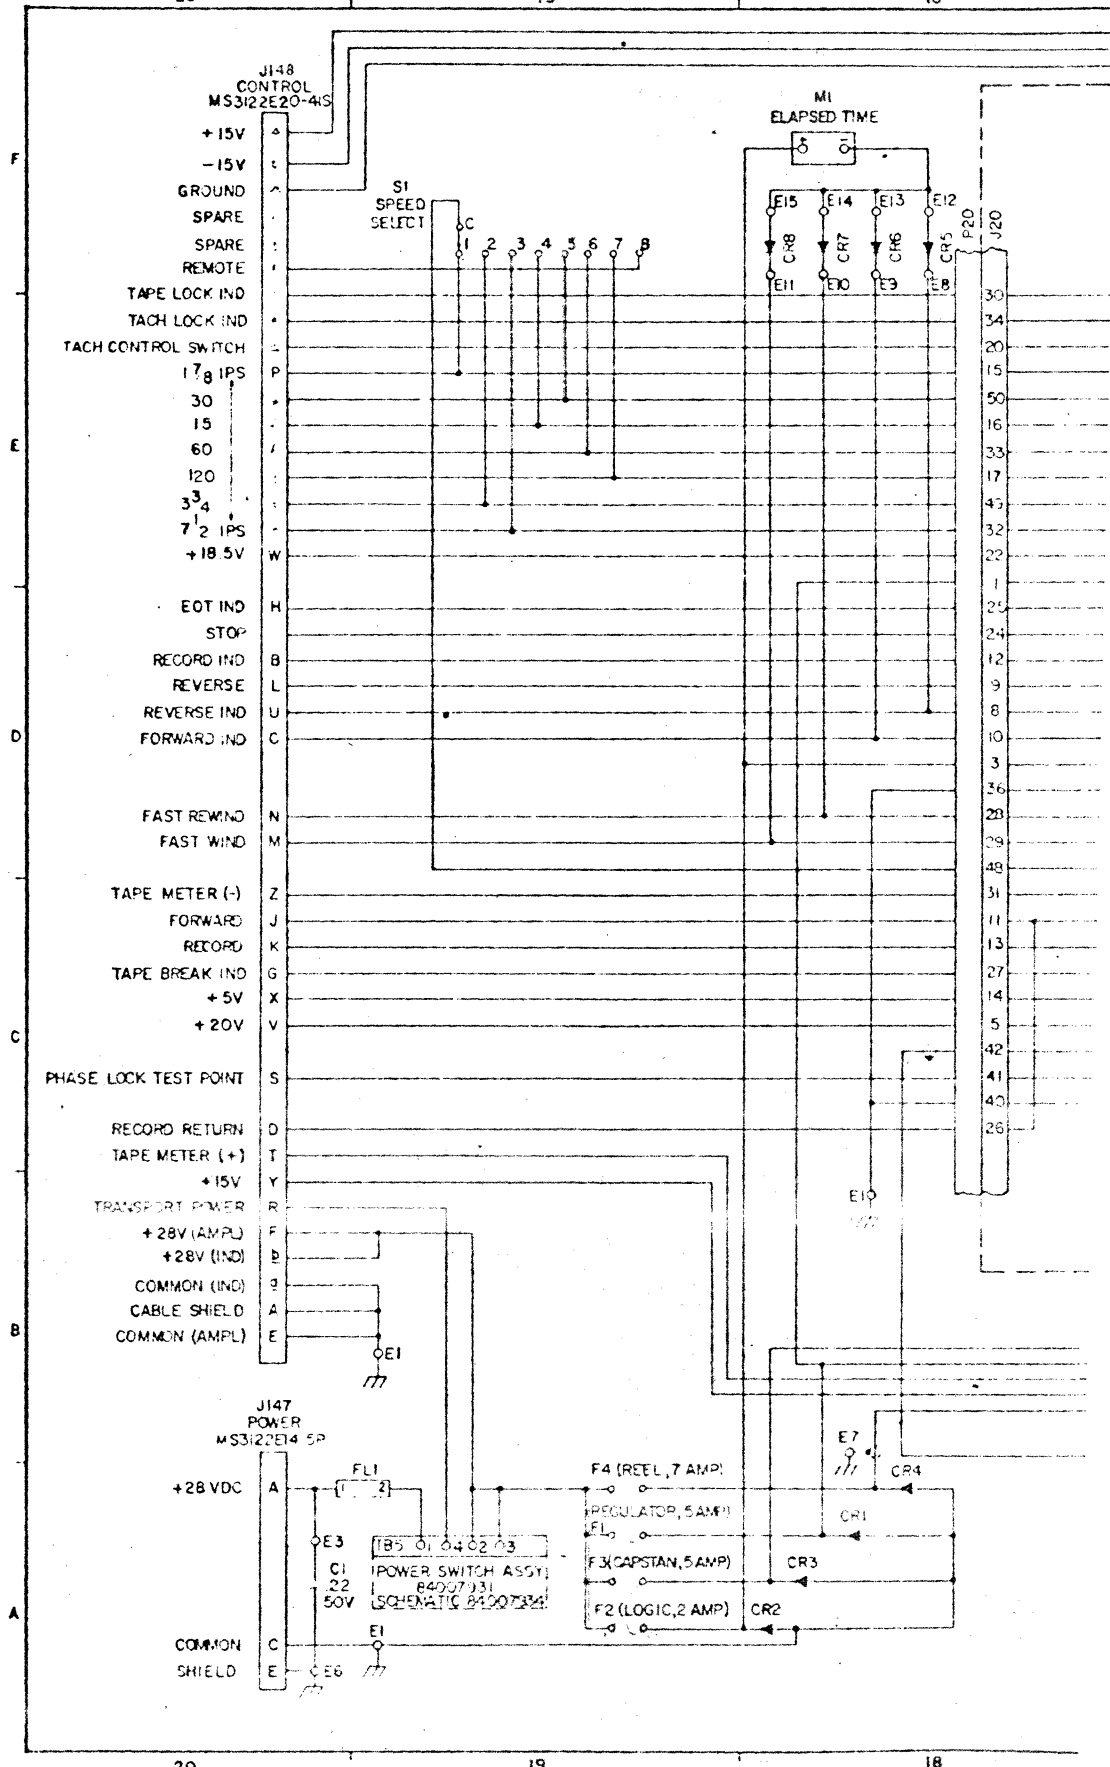 J148
CONTROL
MS3122E20-41S
+15V
-15V
GROUND
SPARE
SPARE
REMOTE
TAPE LOCK IND
TACH LOCK IND
TACH CONTROL SWITCH
1 7/8 IPS P
30
15
60
120
3 3/4
7 1/2 IPS
+18.5V W
EOT IND H
STOP
RECORD IND B
REVERSE L
REVERSE IND U
FORWARD IND C
FAST REWIND N
FAST WIND M
TAPE METER (-) Z
FORWARD J
RECORD K
TAPE BREAK IND G
+5V X
+20V V
PHASE LOCK TEST POINT S
RECORD RETURN D
TAPE METER (+) T
+15V Y
TRANSPORT POWER R
+28V (AMPL) F
+28V (IND) b
COMMON (IND)
CABLE SHIELD A
COMMON (AMPL) E
E1
S1
SPEED
SELECT
C
1 2 3 4 5 6 7 8
M1
ELAPSED TIME
+ -
E15 E14 E13 E12
CR8 CR7 CR6 CR5
E11 E10 E9 E8
P20 J20
30
34
20
15
50
16
33
17
32
22
1
25
24
12
9
8
10
3
36
28
29
48
31
11
13
27
14
5
42
41
40
26
J147
POWER
MS3122E14-5P
+28 VDC A
COMMON C
SHIELD E
FL1
1 2
E3
C1
.22
50V
E6
TB5 1 4 2 3
POWER SWITCH ASSY
84007931
SCHEMATIC 84007934
E1
E7
F4 (REEL, 7 AMP)
CR4
(REGULATOR, 5 AMP)
F1
CR1
F3 (CAPSTAN, 5 AMP)
CR3
F2 (LOGIC, 2 AMP)
CR2
F
E
D
C
B
A
20 19 18